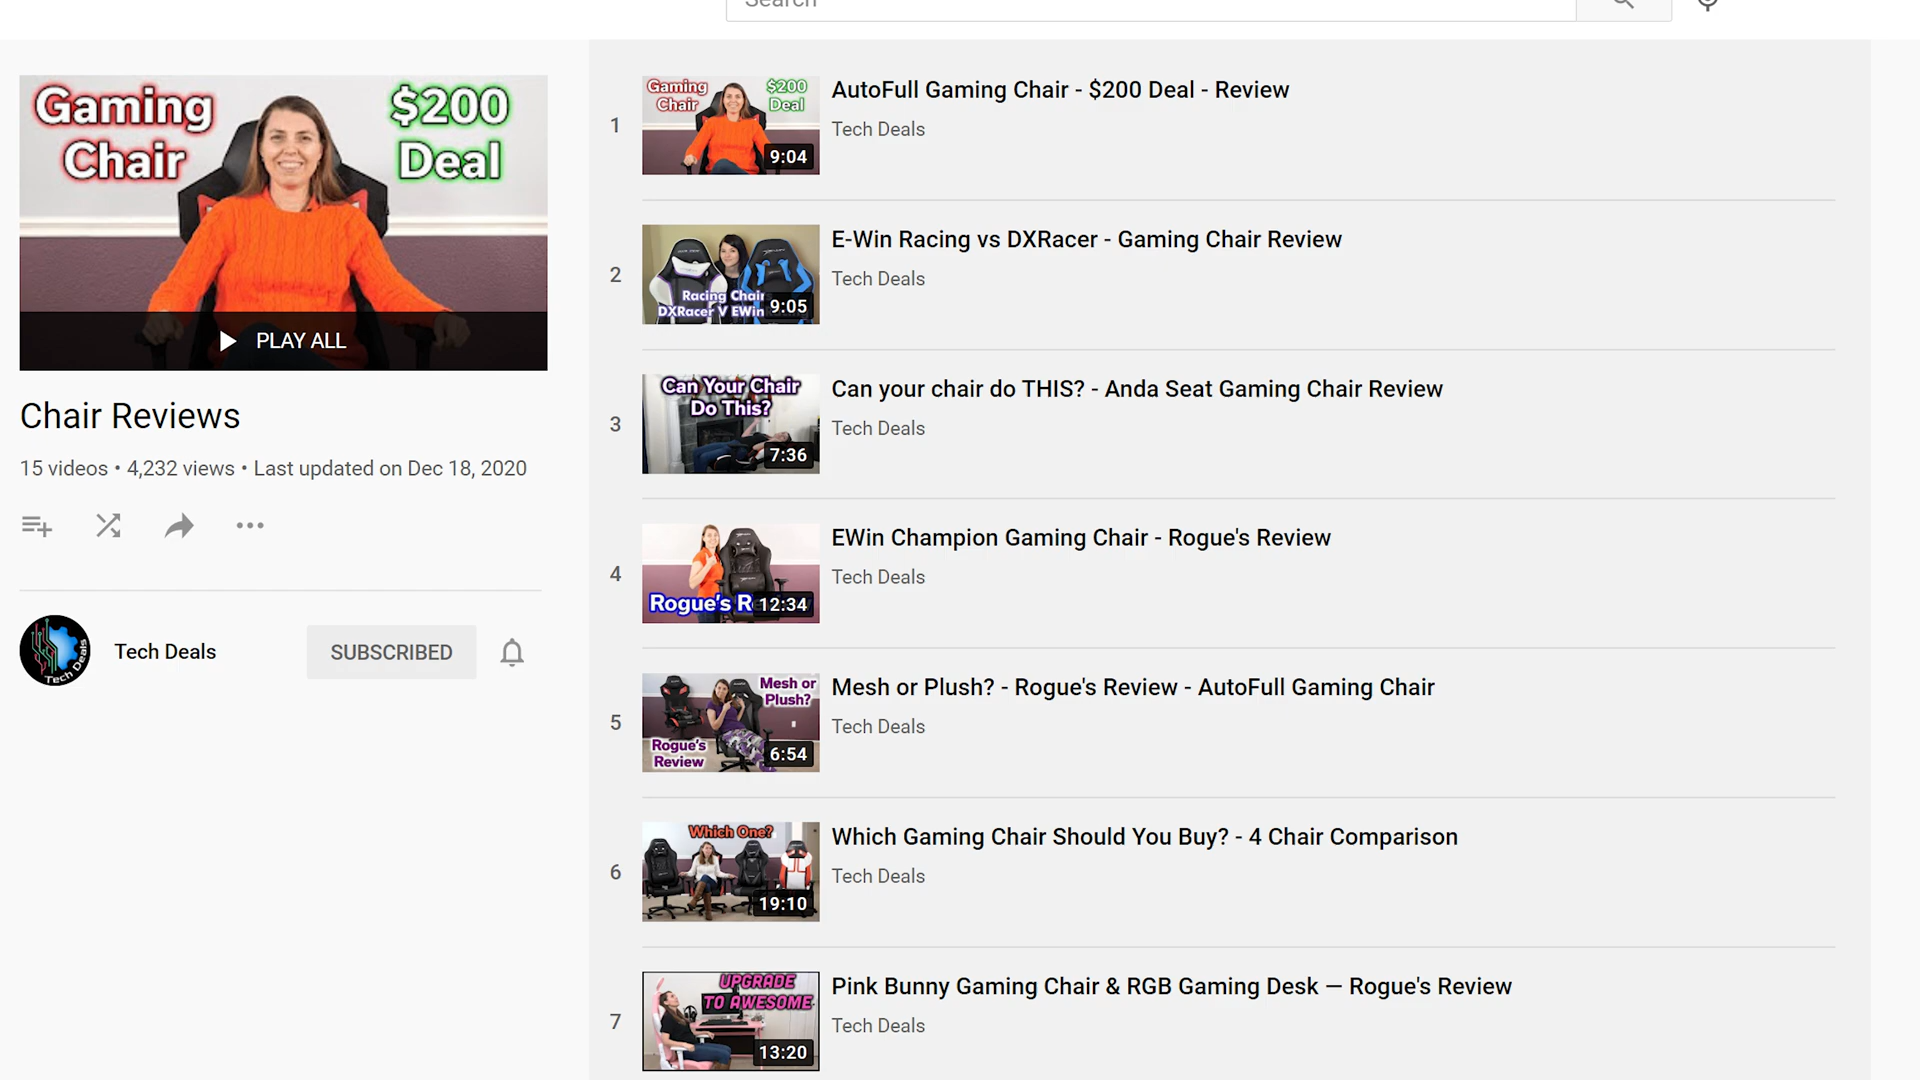 Search
Gaming
Chair
$200
Deal
PLAY ALL
Chair Reviews
15 videos • 4,232 views • Last updated on Dec 18, 2020
Tech Deals
Tech Deals
SUBSCRIBED
1
Gaming
Chair
$200
Deal
9:04
AutoFull Gaming Chair - $200 Deal - Review
Tech Deals
2
Racing Chair
DXRacer V EWin
9:05
E-Win Racing vs DXRacer - Gaming Chair Review
Tech Deals
3
Can Your Chair
Do This?
7:36
Can your chair do THIS? - Anda Seat Gaming Chair Review
Tech Deals
4
Rogue's R
12:34
EWin Champion Gaming Chair - Rogue's Review
Tech Deals
5
Mesh or
Plush?
Rogue's
Review
6:54
Mesh or Plush? - Rogue's Review - AutoFull Gaming Chair
Tech Deals
6
Which One?
19:10
Which Gaming Chair Should You Buy? - 4 Chair Comparison
Tech Deals
7
UPGRADE
TO AWESOME
13:20
Pink Bunny Gaming Chair & RGB Gaming Desk — Rogue's Review
Tech Deals